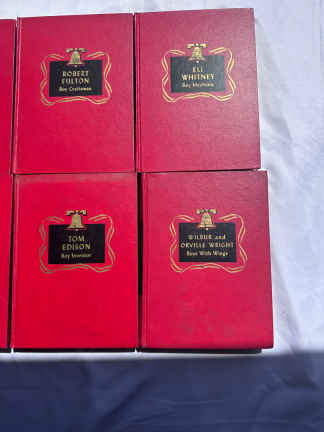 ROBERT
FULTON
Boy Craftsman
ELI
WHITNEY
Boy Mechanic
TOM
EDISON
Boy Inventor
WILBUR and
ORVILLE WRIGHT
Boys With Wings